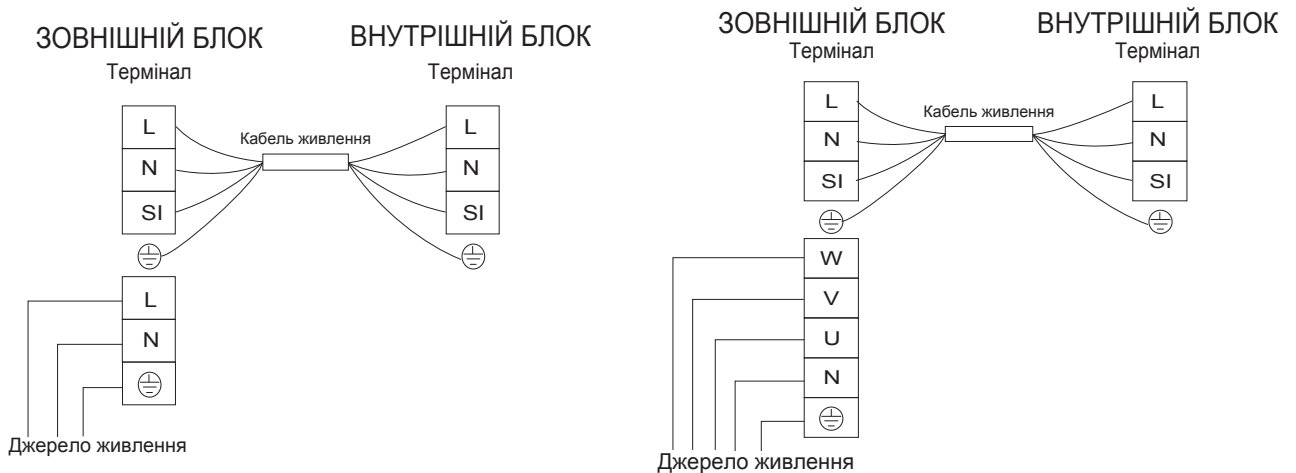 ЗОВНІШНІЙ БЛОК
ВНУТРІШНІЙ БЛОК
Термінал
Термінал
L
N
SI
Кабель живлення
L
N
SI
L
N
Джерело живлення
ЗОВНІШНІЙ БЛОК
ВНУТРІШНІЙ БЛОК
Термінал
Термінал
L
N
SI
Кабель живлення
L
N
SI
W
V
U
N
Джерело живлення